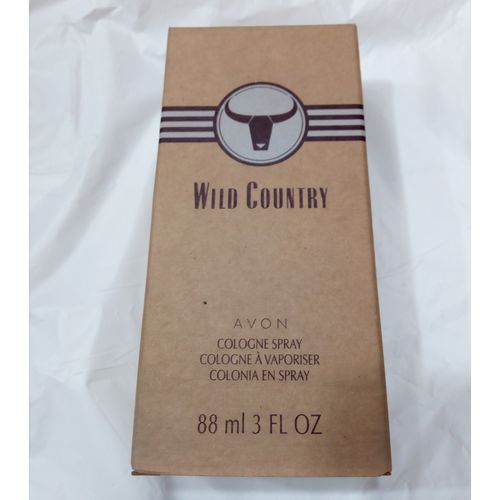 WILD COUNTRY
AVON
COLOGNE SPRAY
COLOGNE À VAPORISER
COLONIA EN SPRAY
88 ml 3 FL OZ